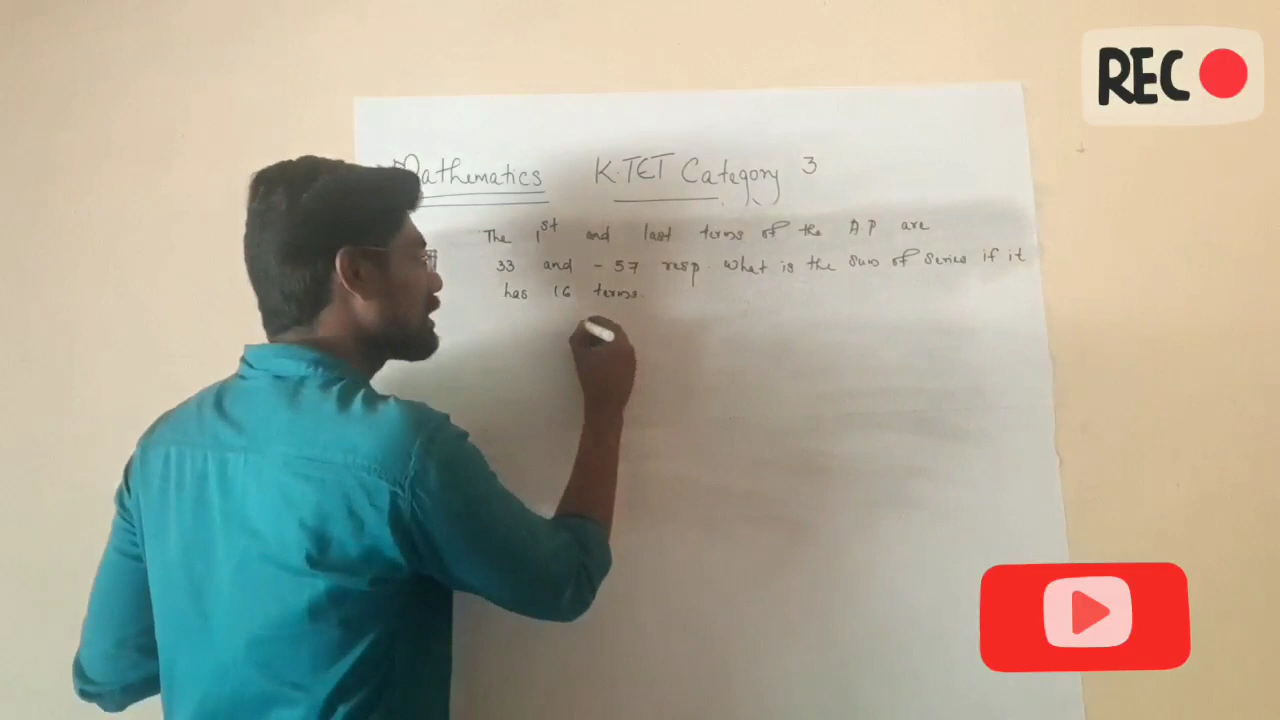 REC
Mathematics K.TET Category 3
The 1st and last terms of the AP are
33 and - 57 resp. What is the sum of series if it
has 16 terms.